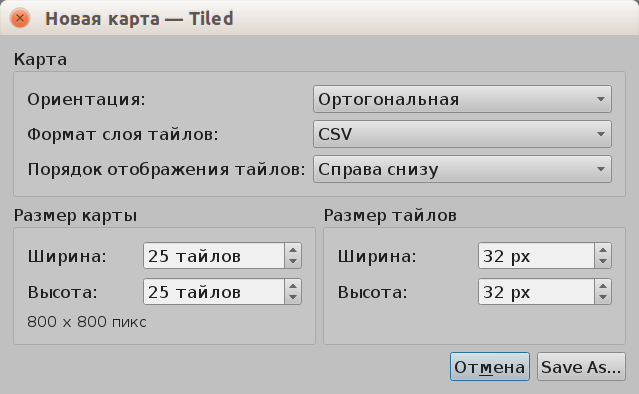 Новая карта — Tiled
Карта
Ориентация: Ортогональная
Формат слоя тайлов: CSV
Порядок отображения тайлов: Справа снизу
Размер карты Размер тайлов
Ширина: 25 тайлов Ширина: 32 px
Высота: 25 тайлов Высота: 32 px
800 x 800 пикс
Отмена Save As...